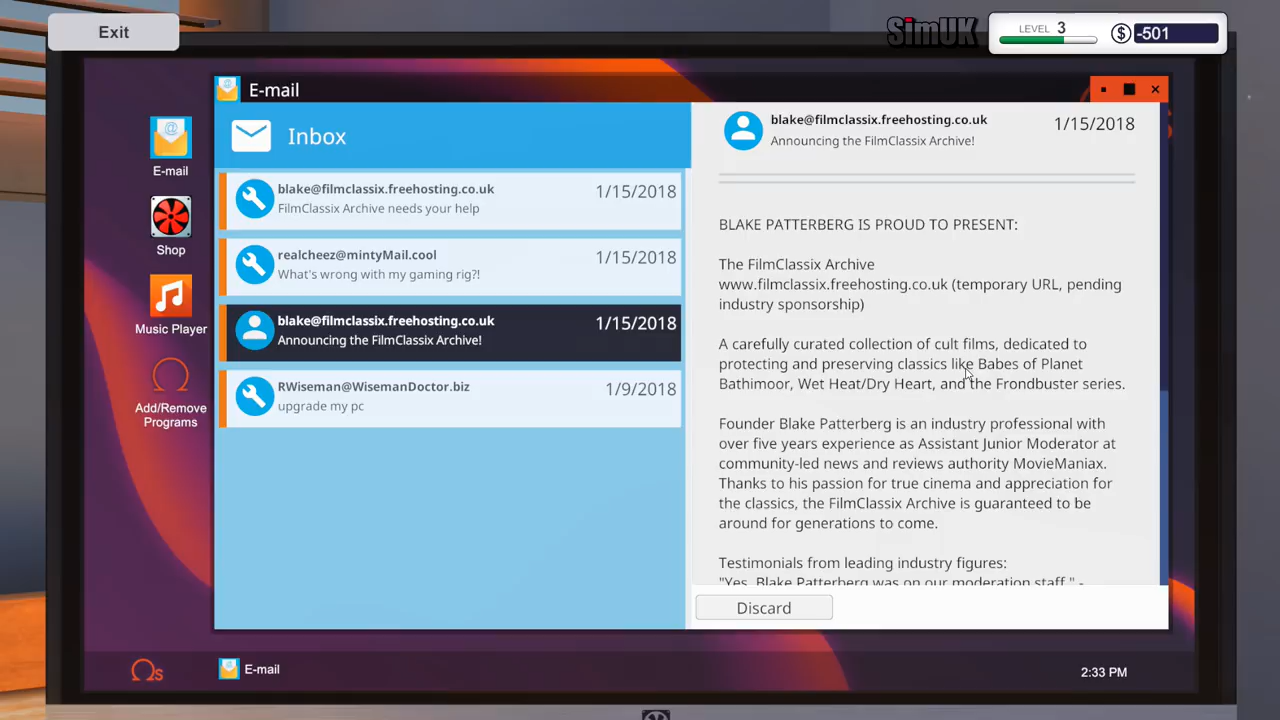 Exit
SimUK
LEVEL 3
$ -501
E-mail
Inbox
blake@filmclassix.freehosting.co.uk 1/15/2018
FilmClassix Archive needs your help
realcheez@mintyMail.cool 1/15/2018
What's wrong with my gaming rig?!
blake@filmclassix.freehosting.co.uk 1/15/2018
Announcing the FilmClassix Archive!
RWiseman@WisemanDoctor.biz 1/9/2018
upgrade my pc
blake@filmclassix.freehosting.co.uk 1/15/2018
Announcing the FilmClassix Archive!
BLAKE PATTERBERG IS PROUD TO PRESENT:
The FilmClassix Archive
www.filmclassix.freehosting.co.uk (temporary URL, pending
industry sponsorship)
A carefully curated collection of cult films, dedicated to
protecting and preserving classics like Babes of Planet
Bathimoor, Wet Heat/Dry Heart, and the Frondbuster series.
Founder Blake Patterberg is an industry professional with
over five years experience as Assistant Junior Moderator at
community-led news and reviews authority MovieManiax.
Thanks to his passion for true cinema and appreciation for
the classics, the FilmClassix Archive is guaranteed to be
around for generations to come.
Testimonials from leading industry figures:
"Yes, Blake Patterberg was on our moderation staff." -
Discard
E-mail
Shop
Music Player
Add/Remove
Programs
Ωs
E-mail
2:33 PM